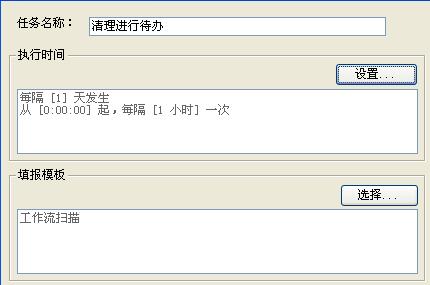 任务名称：
清理进行待办
执行时间
设置...
每隔 [1] 天发生
从 [0:00:00] 起，每隔 [1 小时] 一次
填报模板
选择...
工作流扫描